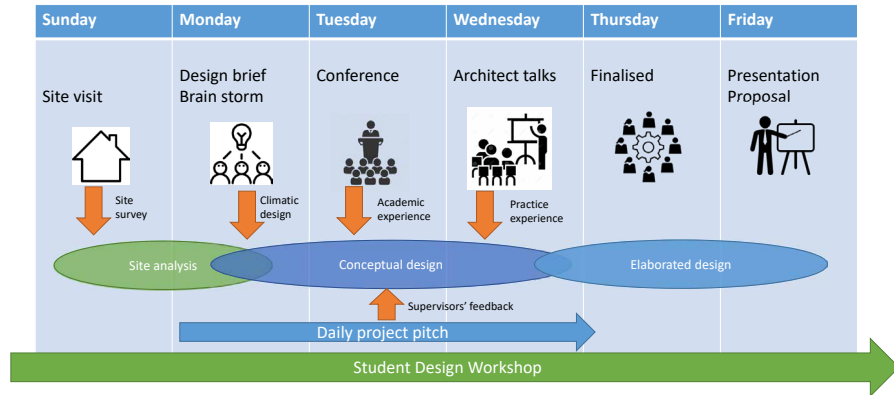 Sunday
Monday
Tuesday
Wednesday
Thursday
Friday
Site visit
Design brief
Brain storm
Conference
Architect talks
Finalised
Presentation
Proposal
Site
survey
Climatic
design
Academic
experience
Practice
experience
Site analysis
Conceptual design
Elaborated design
Supervisors’ feedback
Daily project pitch
Student Design Workshop